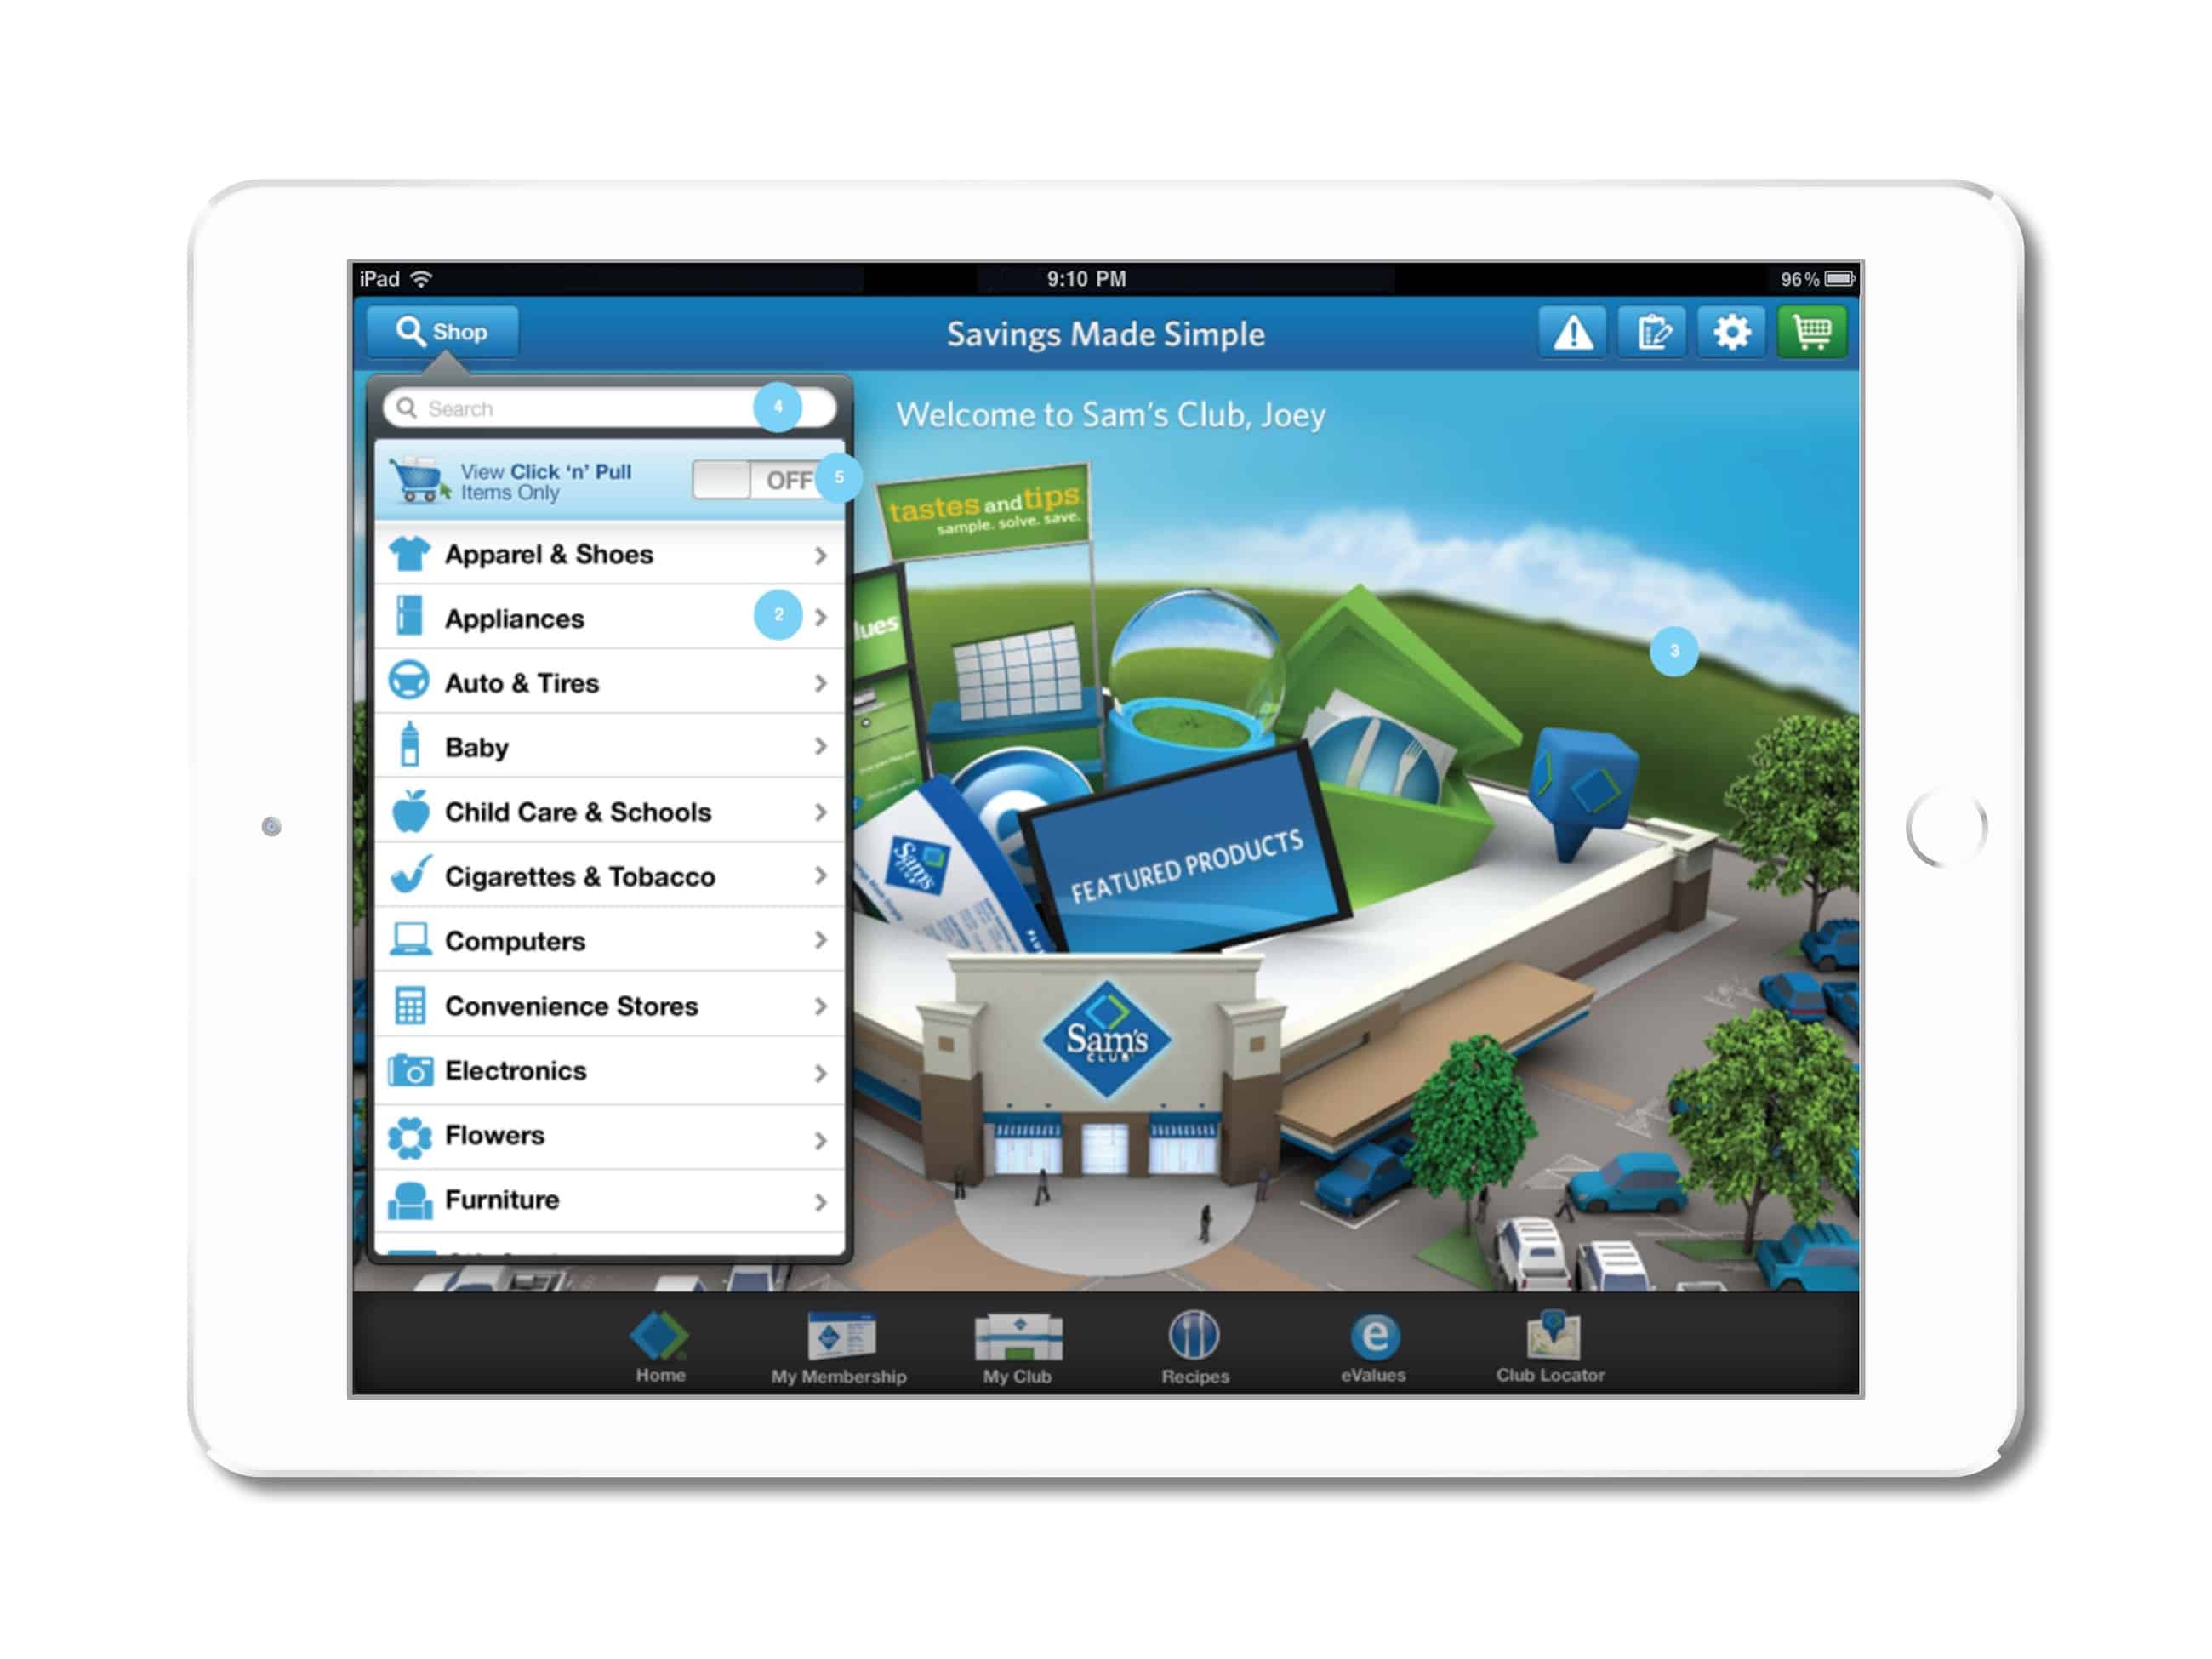 iPad
9:10 PM
96%
Shop
Savings Made Simple
Search
4
Welcome to Sam's Club, Joey
View Click 'n' Pull
Items Only
OFF
5
tastes and tips
sample. solve. save.
Apparel & Shoes
Appliances
2
lues
3
Auto & Tires
Baby
Child Care & Schools
Cigarettes & Tobacco
Computers
Convenience Stores
Electronics
Flowers
Furniture
Sam's
CLUB
FEATURED PRODUCTS
Sam's
CLUB
Home
My Membership
My Club
Recipes
e
eValues
Club Locator